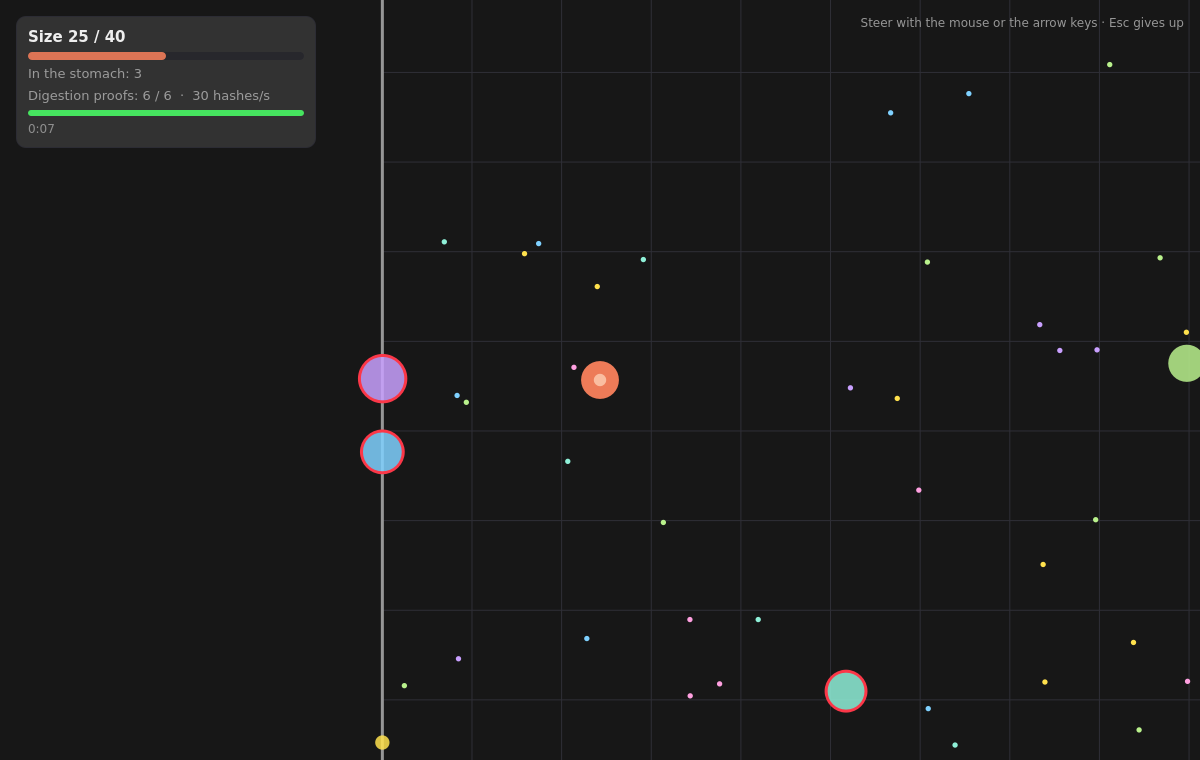 Size 25 / 40
Steer with the mouse or the arrow keys · Esc gives up
In the stomach: 3
Digestion proofs: 6 / 6 · 30 hashes/s
0:07